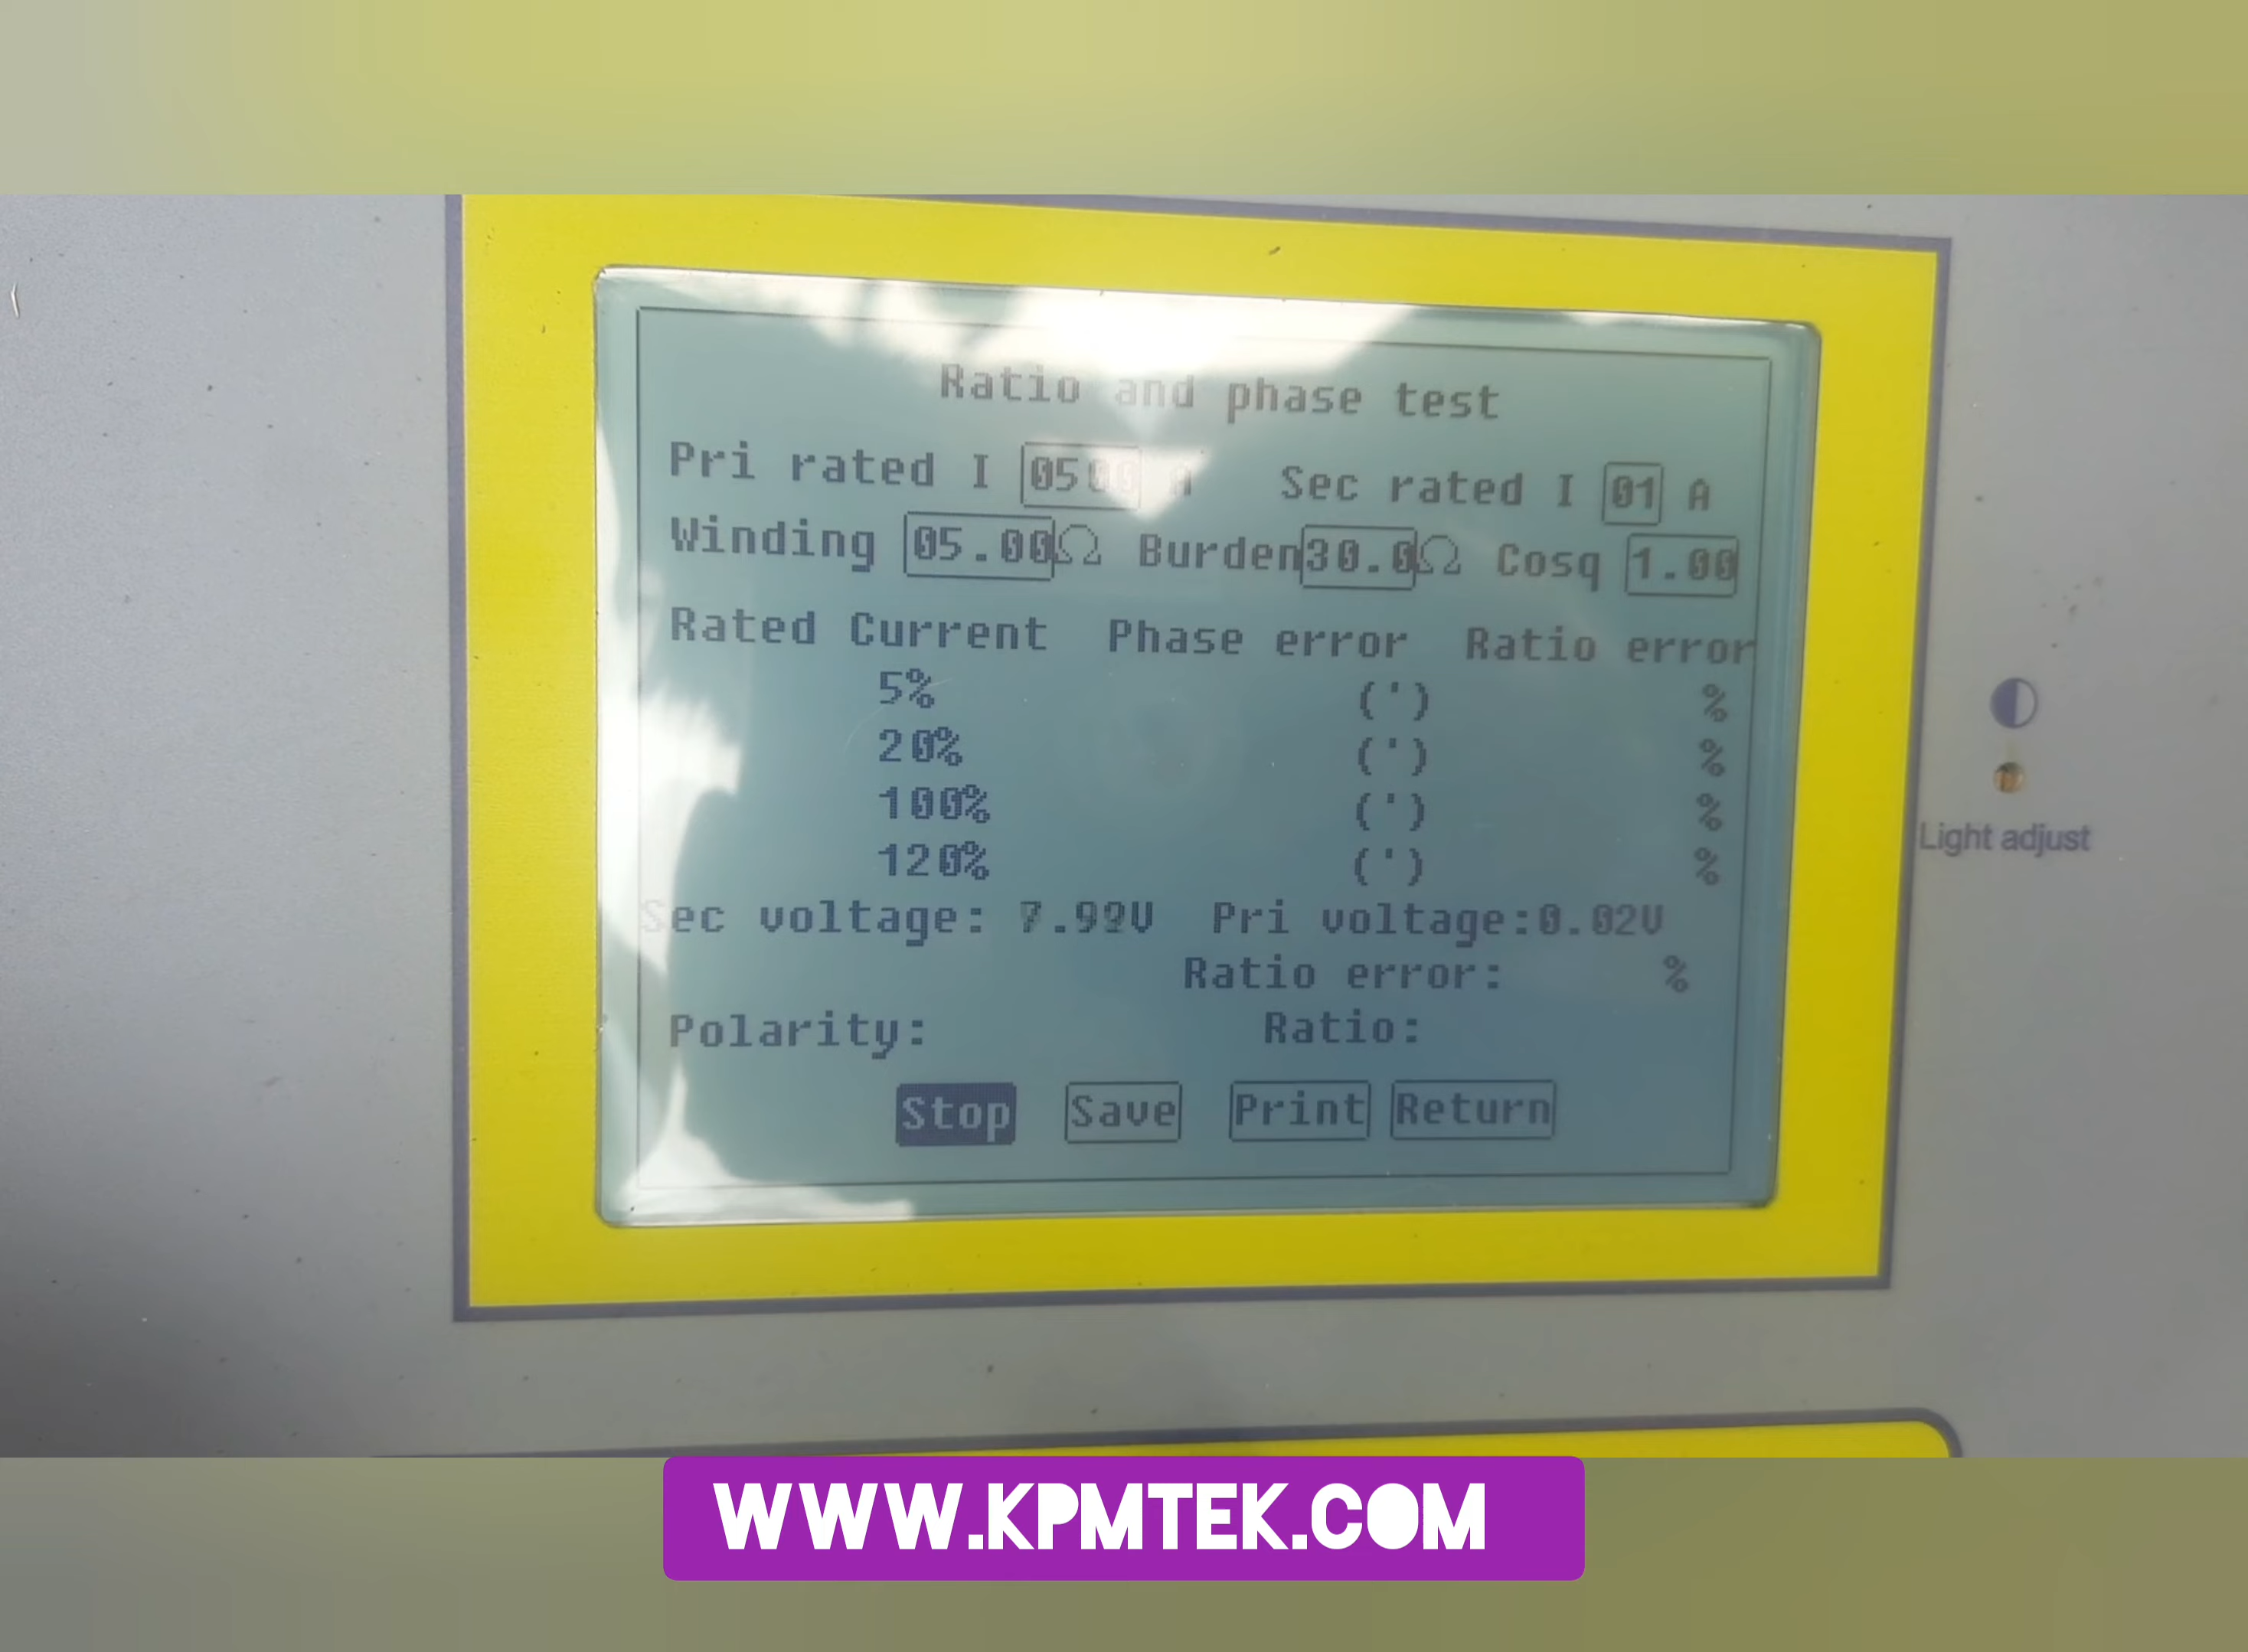 Ratio and phase test
Pri rated I 0500 A Sec rated I 01 A
Winding 05.00Ω Burden 30.0Ω Cosq 1.00
Rated Current Phase error Ratio error
5% (') %
20% (') %
100% (') %
120% (') %
Sec voltage: 7.99V Pri voltage:0.02V
Ratio error: %
Polarity: Ratio:
Stop Save Print Return
Light adjust
WWW.KPMTEK.COM